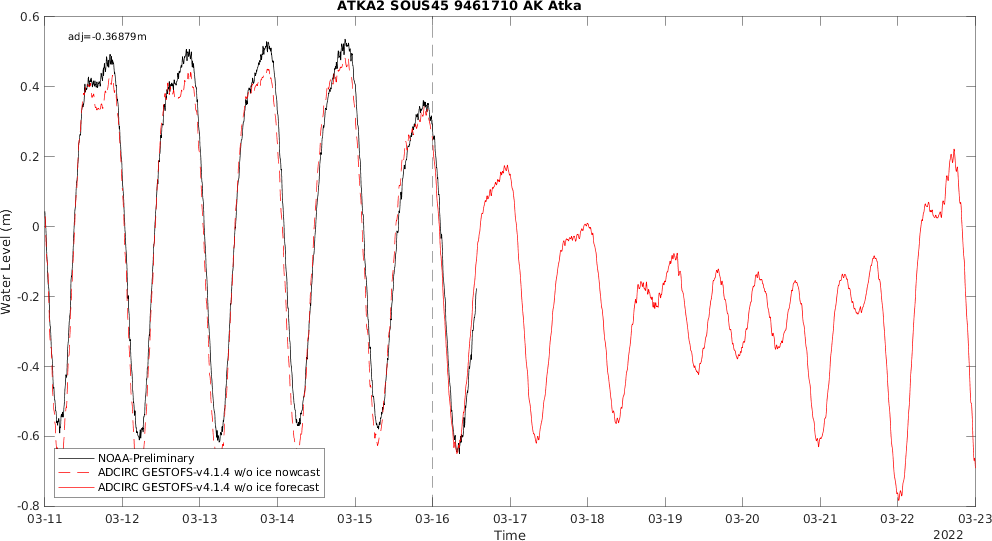 ATKA2 SOUS45 9461710 AK Atka
adj=-0.36879m
0.6
0.4
0.2
0
-0.2
-0.4
-0.6
-0.8
Water Level (m)
NOAA-Preliminary
ADCIRC GESTOFS-v4.1.4 w/o ice nowcast
ADCIRC GESTOFS-v4.1.4 w/o ice forecast
03-11 03-12 03-13 03-14 03-15 03-16 03-17 03-18 03-19 03-20 03-21 03-22 03-23
Time
2022